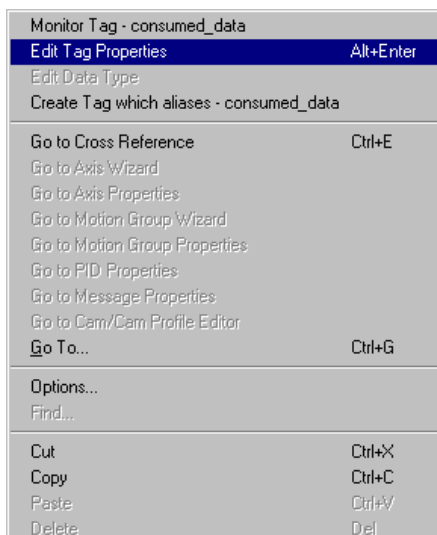 Monitor Tag - consumed_data
Edit Tag Properties Alt+Enter
Edit Data Type
Create Tag which aliases - consumed_data
Go to Cross Reference Ctrl+E
Go to Axis Wizard
Go to Axis Properties
Go to Motion Group Wizard
Go to Motion Group Properties
Go to PID Properties
Go to Message Properties
Go to Cam/Cam Profile Editor
Go To... Ctrl+G
Options...
Find...
Cut Ctrl+X
Copy Ctrl+C
Paste Ctrl+V
Delete Del